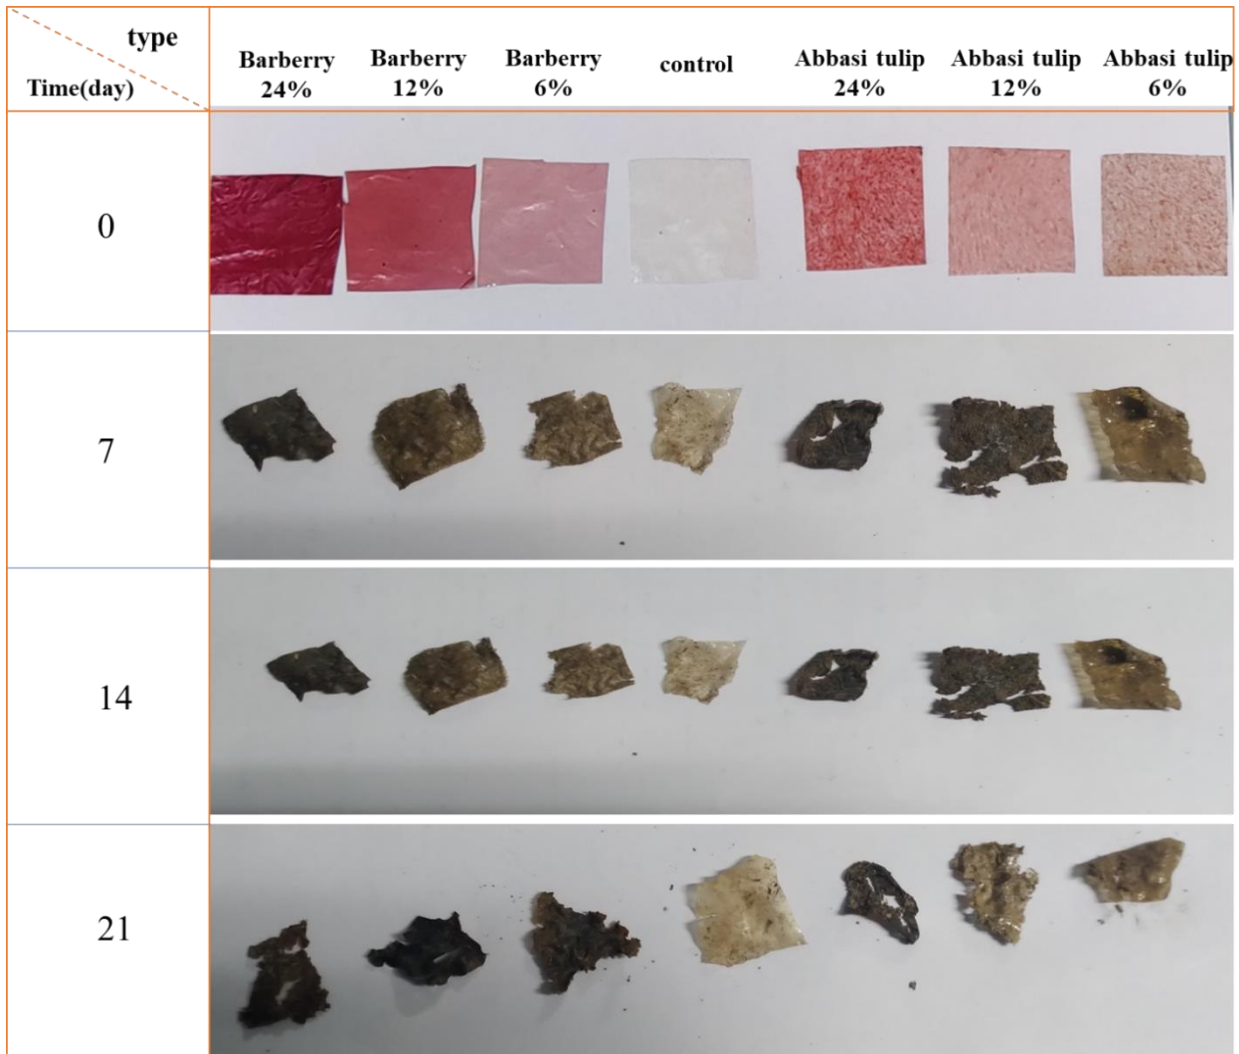 type
Time(day)
Barberry 24%
Barberry 12%
Barberry 6%
control
Abbasi tulip 24%
Abbasi tulip 12%
Abbasi tulip 6%
0
7
14
21